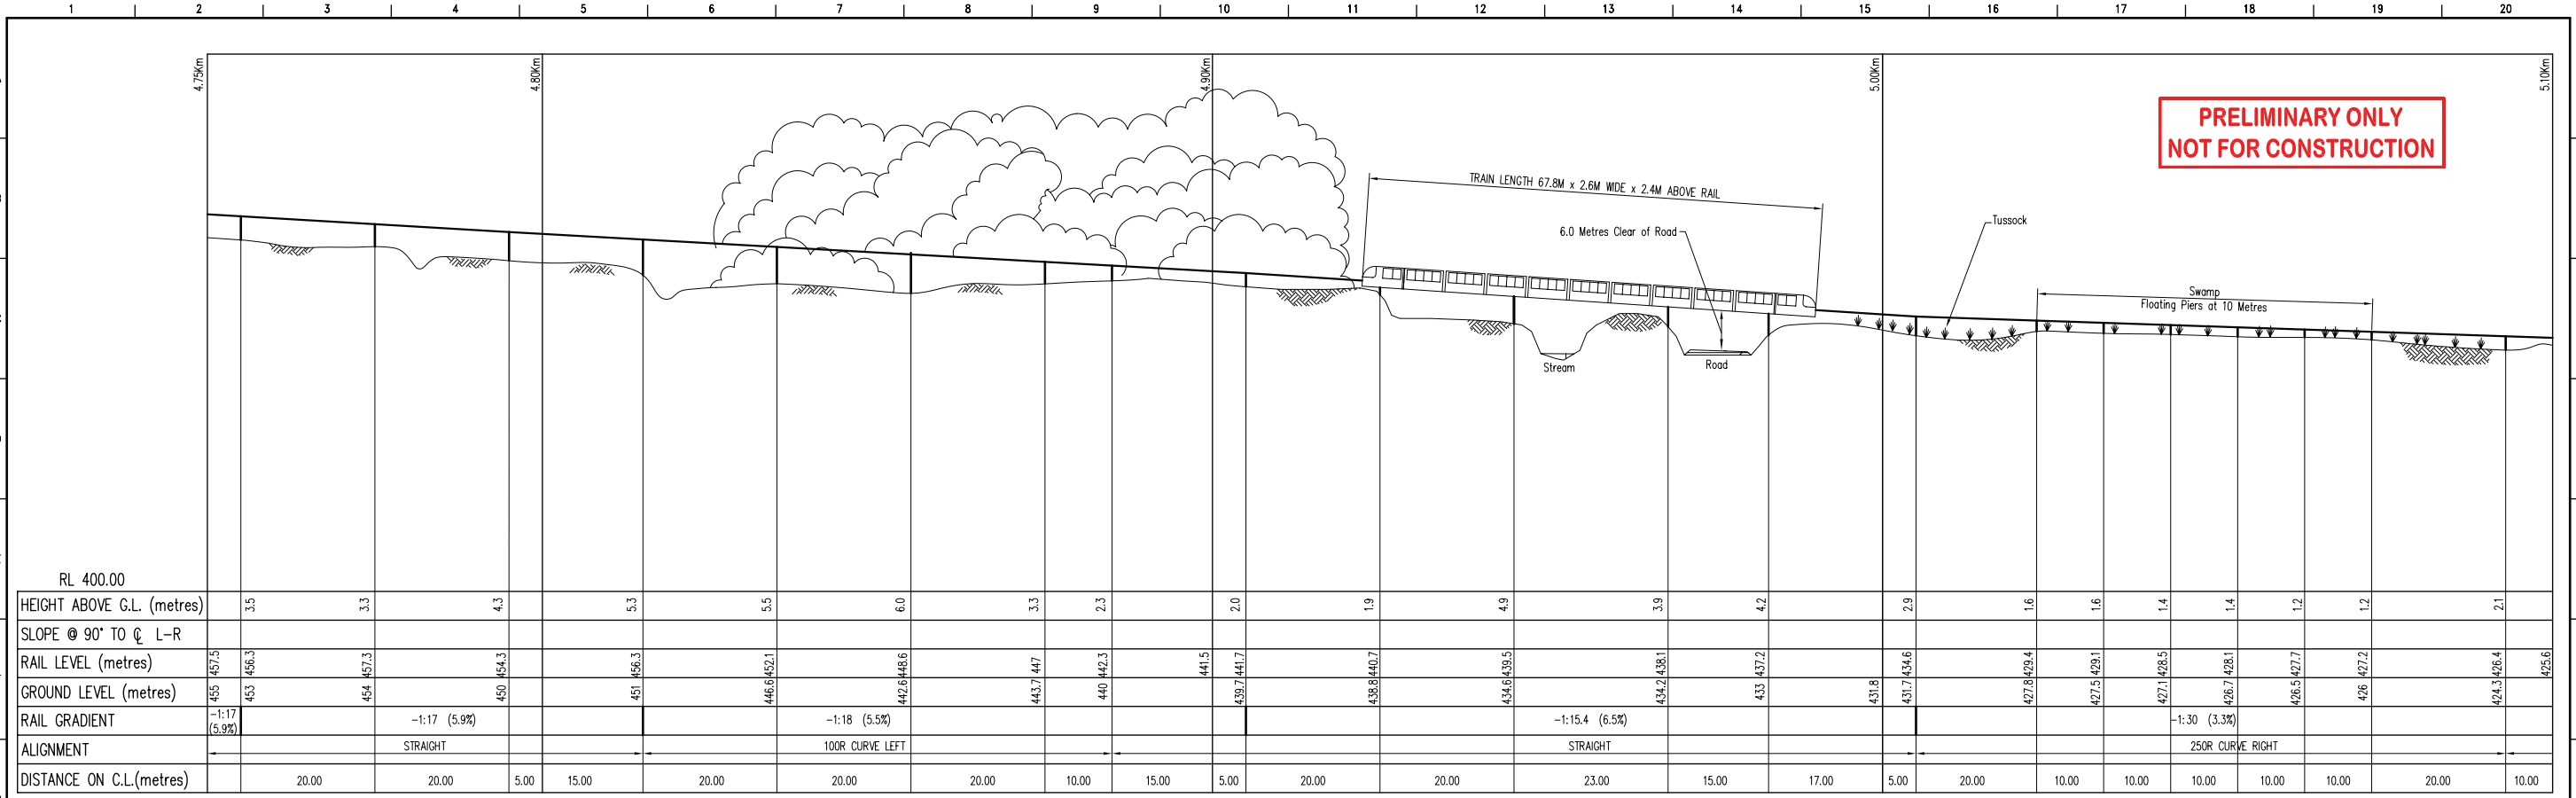 1 2 3 4 5 6 7 8 9 10 11 12 13 14 15 16 17 18 19 20
4.75Km 4.80Km 4.90Km 5.00Km 5.10Km
PRELIMINARY ONLY
NOT FOR CONSTRUCTION
TRAIN LENGTH 67.8M x 2.6M WIDE x 2.4M ABOVE RAIL
6.0 Metres Clear of Road
Tussock
Swamp
Floating Piers at 10 Metres
Stream
Road
RL 400.00
HEIGHT ABOVE G.L. (metres) 3.5 3.3 4.3 5.3 5.5 6.0 3.3 2.3 2.0 1.9 4.9 3.9 4.2 2.9 1.6 1.6 1.4 1.4 1.2 1.2 2.1
SLOPE @ 90° TO ℄ L-R
RAIL LEVEL (metres) 457.5 456.3 457.3 454.3 456.3 452.1 448.6 447 442.3 441.5 441.7 440.7 439.5 438.1 437.2 434.6 429.4 429.1 428.5 428.1 427.7 427.2 426.4 425.6
GROUND LEVEL (metres) 455 453 454 450 451 446.6 442.6 443.7 440 439.7 438.8 434.6 434.2 433 431.8 431.7 427.8 427.5 427.1 426.7 426.5 426 424.3
RAIL GRADIENT -1:17 (5.9%) -1:17 (5.9%) -1:18 (5.5%) -1:15.4 (6.5%) -1:30 (3.3%)
ALIGNMENT STRAIGHT 100R CURVE LEFT STRAIGHT 250R CURVE RIGHT
DISTANCE ON C.L.(metres) 20.00 20.00 5.00 15.00 20.00 20.00 20.00 10.00 15.00 5.00 20.00 20.00 23.00 15.00 17.00 5.00 20.00 10.00 10.00 10.00 10.00 10.00 20.00 10.00